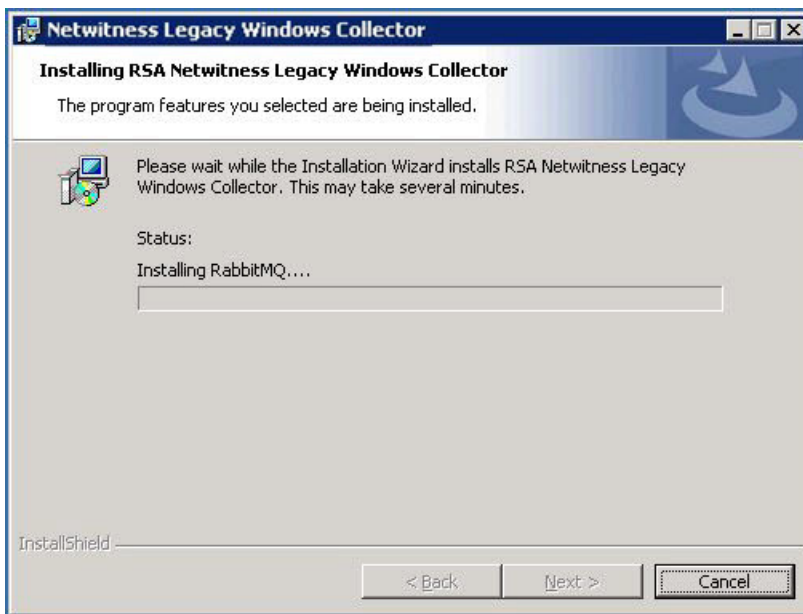 Netwitness Legacy Windows Collector
Installing RSA Netwitness Legacy Windows Collector
The program features you selected are being installed.
Please wait while the Installation Wizard installs RSA Netwitness Legacy
Windows Collector. This may take several minutes.
Status:
Installing RabbitMQ....
InstallShield
< Back
Next >
Cancel